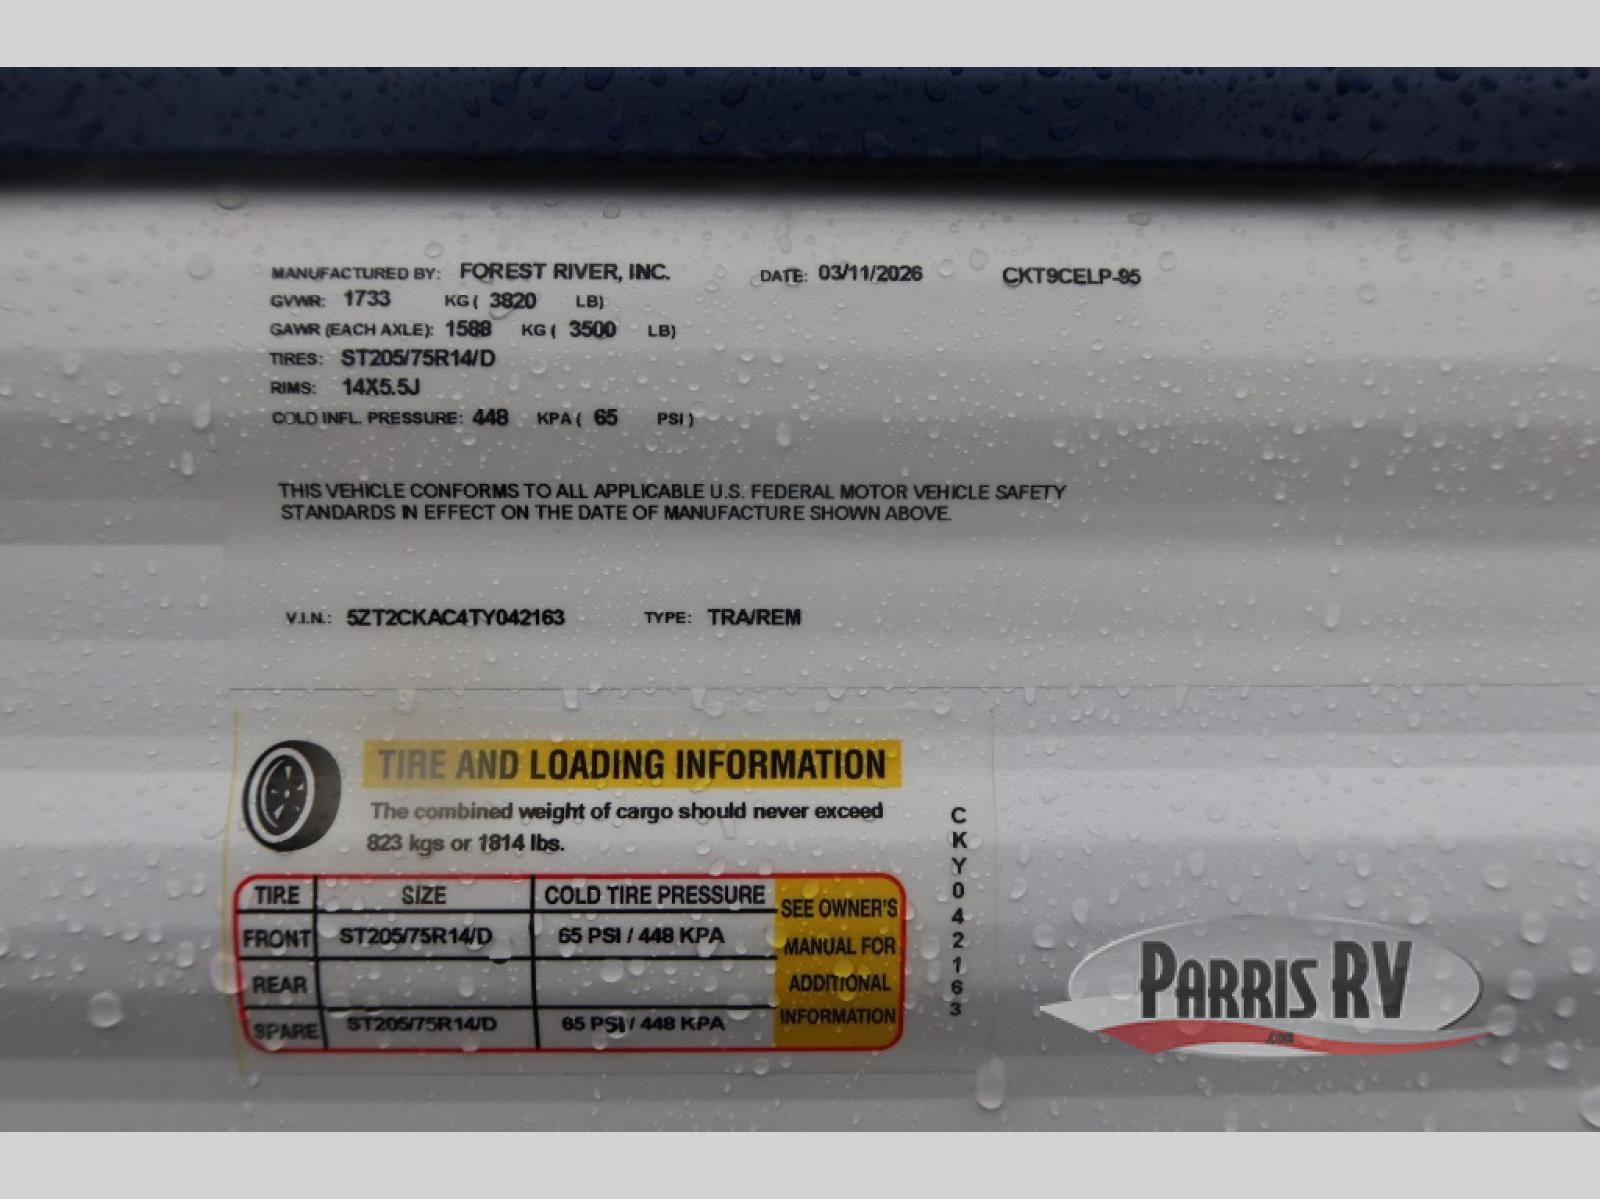 MANUFACTURED BY: FOREST RIVER, INC. DATE: 03/11/2026 CKT9CELP-95
GVWR: 1733 KG ( 3820 LB)
GAWR (EACH AXLE): 1588 KG ( 3500 LB)
TIRES: ST205/75R14/D
RIMS: 14X5.5J
COLD INFL. PRESSURE: 448 KPA ( 65 PSI )
THIS VEHICLE CONFORMS TO ALL APPLICABLE U.S. FEDERAL MOTOR VEHICLE SAFETY
STANDARDS IN EFFECT ON THE DATE OF MANUFACTURE SHOWN ABOVE.
V.I.N.: 5ZT2CKAC4TY042163 TYPE: TRA/REM
TIRE AND LOADING INFORMATION
The combined weight of cargo should never exceed
823 kgs or 1814 lbs.
TIRE SIZE COLD TIRE PRESSURE
FRONT ST205/75R14/D 65 PSI / 448 KPA
REAR
SPARE ST205/75R14/D 65 PSI / 448 KPA
SEE OWNER'S
MANUAL FOR
ADDITIONAL
INFORMATION
CKY042163
PARRIS RV
.COM